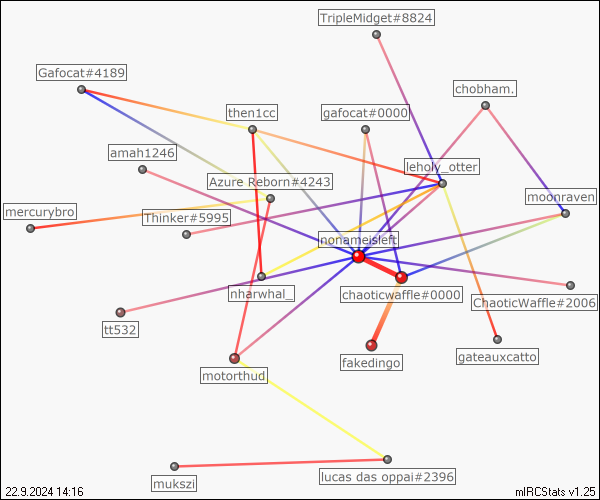 TripleMidget#8824
Gafocat#4189
chobham.
then1cc
gafocat#0000
amah1246
leholy_otter
Azure Reborn#4243
moonraven
mercurybro
Thinker#5995
nonameisleft
nharwhal_
chaoticwaffle#0000
ChaoticWaffle#2006
tt532
fakedingo
gateauxcatto
motorthud
mukszi
lucas das oppai#2396
22.9.2024 14:16
mIRCStats v1.25